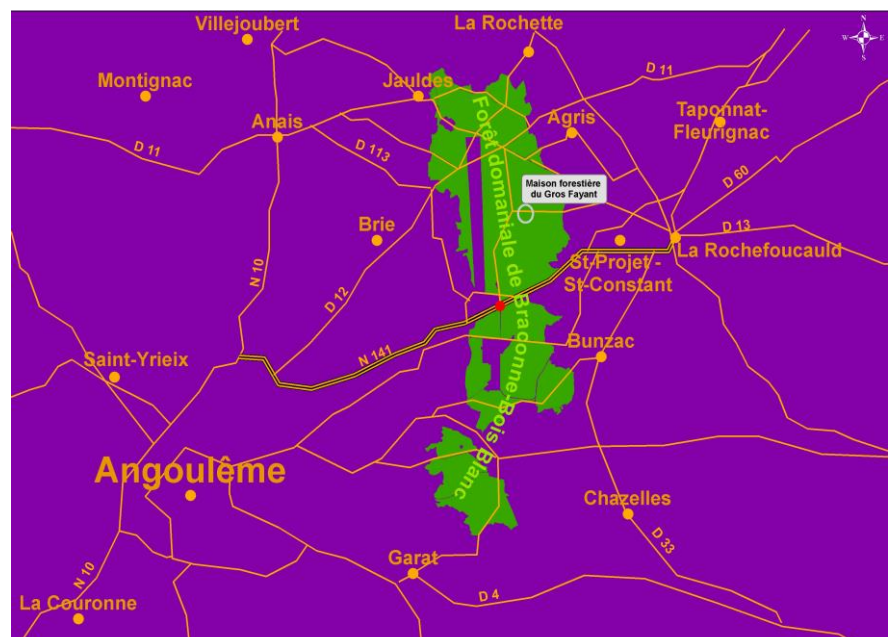 Villejoubert
La Rochette
N
W E
S
Montignac
Jauldes
D 11
Anais
Agris
Taponnat-
Fleurignac
D 11
D 113
Forêt domaniale de Braconne-Bois Blanc
Maison forestière
du Gros Fayant
D 60
Brie
D 13
St-Projet -
St-Constant
La Rochefoucauld
N 10
D 12
N 141
Bunzac
Saint-Yrieix
Angoulême
Chazelles
D 33
Garat
N 10
D 4
La Couronne